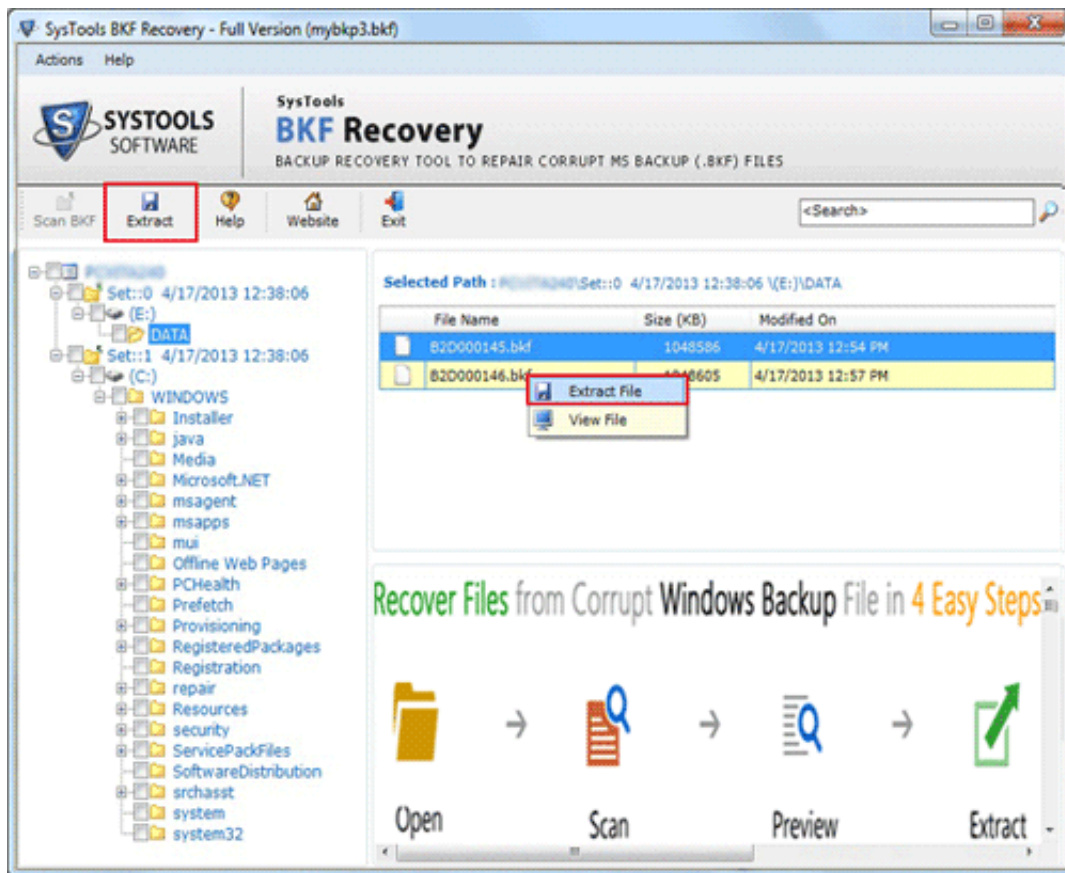 SysTools BKF Recovery - Full Version (mybkp3.bkf)
Actions Help
SYSTOOLS
SOFTWARE
SysTools
BKF Recovery
BACKUP RECOVERY TOOL TO REPAIR CORRUPT MS BACKUP (.BKF) FILES
Scan BKF Extract Help Website Exit
<Search>
Set::0 4/17/2013 12:38:06
(E:)
DATA
Set::1 4/17/2013 12:38:06
(C:)
WINDOWS
Installer
java
Media
Microsoft.NET
msagent
msapps
mui
Offline Web Pages
PCHealth
Prefetch
Provisioning
RegisteredPackages
Registration
repair
Resources
security
ServicePackFiles
SoftwareDistribution
srchasst
system
system32
Selected Path : \Set::0 4/17/2013 12:38:06 \(E:)\DATA
File Name Size (KB) Modified On
B2D000145.bkf 1048586 4/17/2013 12:54 PM
B2D000146.bkf 1048605 4/17/2013 12:57 PM
Extract File
View File
Recover Files from Corrupt Windows Backup File in 4 Easy Steps
Open Scan Preview Extract